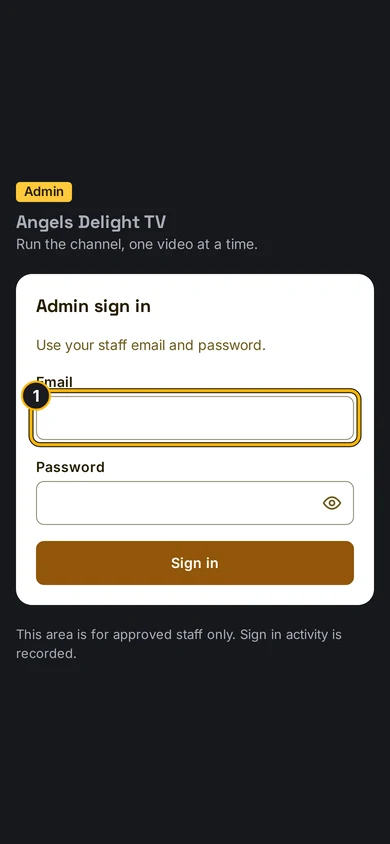 Admin
Angels Delight TV
Run the channel, one video at a time.
Admin sign in
Use your staff email and password.
Email
1
Password
Sign in
This area is for approved staff only. Sign in activity is
recorded.